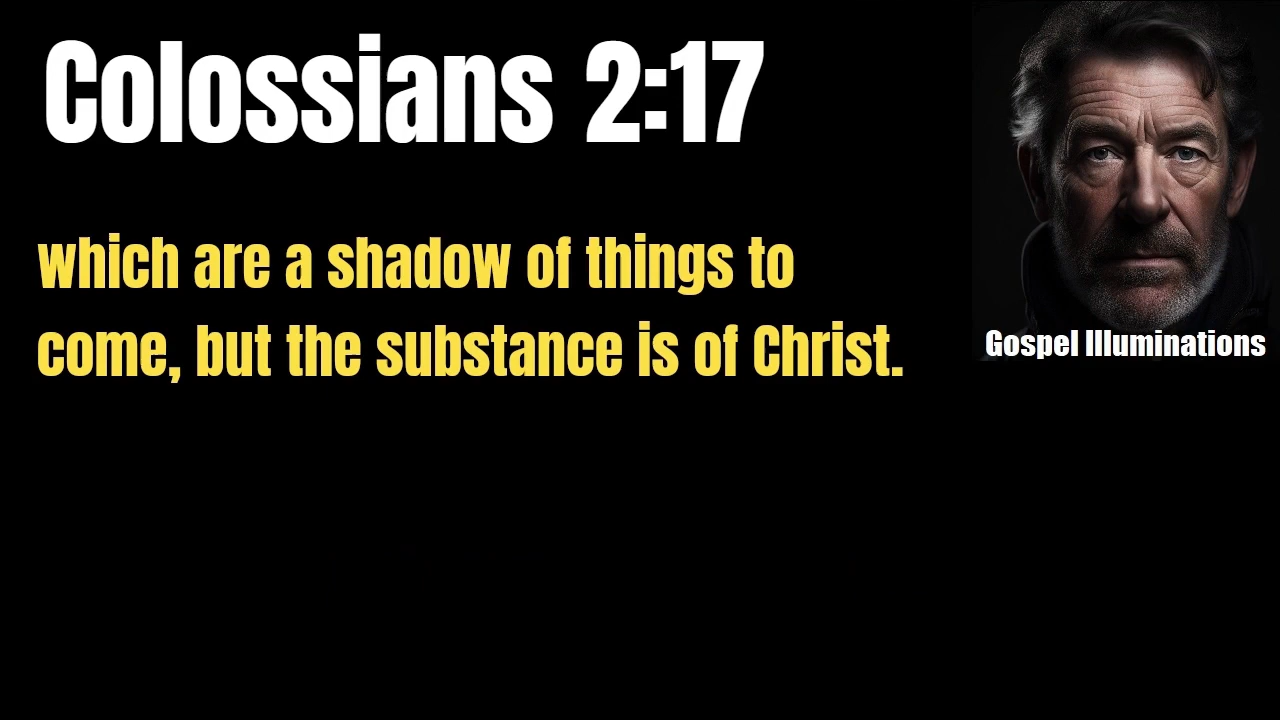 Colossians 2:17
which are a shadow of things to
come, but the substance is of Christ.
Gospel Illuminations